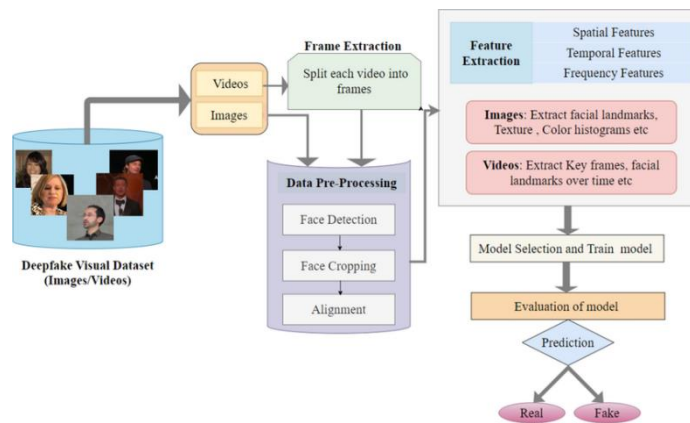 Deepfake Visual Dataset
(Images/Videos)
Videos
Images
Frame Extraction
Split each video into
frames
Data Pre-Processing
Face Detection
Face Cropping
Alignment
Feature
Extraction
Spatial Features
Temporal Features
Frequency Features
Images: Extract facial landmarks,
Texture , Color histograms etc
Videos: Extract Key frames, facial
landmarks over time etc
Model Selection and Train model
Evaluation of model
Prediction
Real
Fake